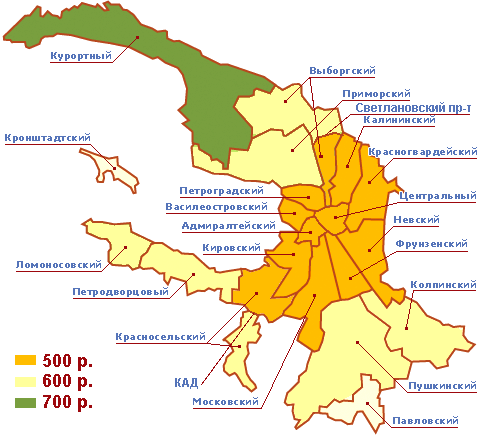 Курортный
Выборгский
Приморский
Светлановский пр-т
Калининский
Кронштадтский
Красногвардейский
Петроградский
Центральный
Василеостровский
Невский
Адмиралтейский
Кировский
Фрунзенский
Ломоносовский
Колпинский
Петродворцовый
Красносельский
500 р.
600 р.
КАД
Пушкинский
700 р.
Московский
Павловский